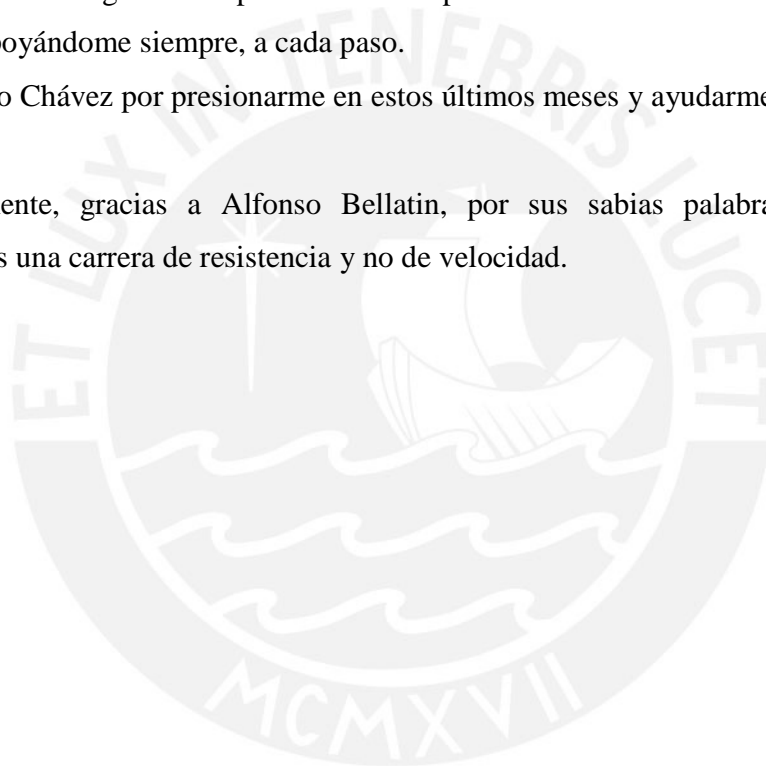 poyándome siempre, a cada paso.
o Chávez por presionarme en estos últimos meses y ayudarme
ente, gracias a Alfonso Bellatin, por sus sabias palabra
s una carrera de resistencia y no de velocidad.
ET LUX IN TENEBRIS LUCET
MCMXVII